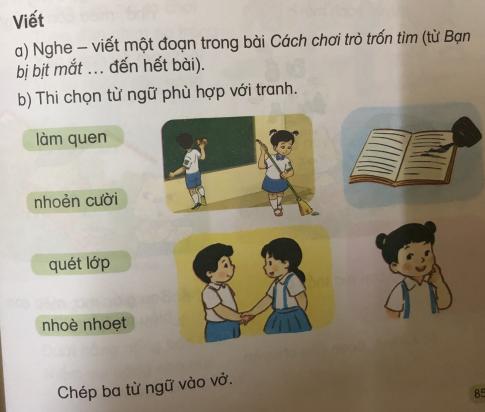 Viết
a) Nghe – viết một đoạn trong bài Cách chơi trò trốn tìm (từ Bạn
bị bịt mắt ... đến hết bài).
b) Thi chọn từ ngữ phù hợp với tranh.
làm quen
nhoẻn cười
quét lớp
nhoè nhoẹt
Chép ba từ ngữ vào vở.
85